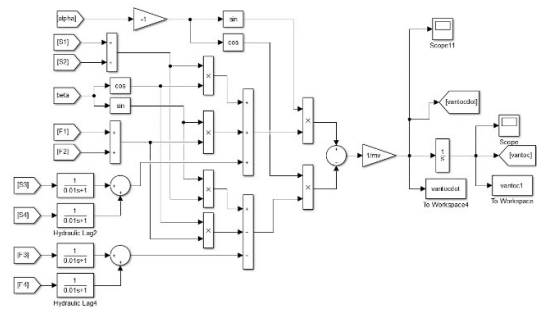 [alpha]
-1
sin
cos
[S1]
[S2]
beta
cos
sin
[F1]
[F2]
[S3]
1
0.01s+1
[S4]
1
0.01s+1
Hydraulic Lag2
[F3]
1
0.01s+1
[F4]
1
0.01s+1
Hydraulic Lag4
1/mv
Scope11
[vantocdot]
1
s
Scope
[vantoc]
vantocdot
To Workspace4
vantoc1
To Workspace